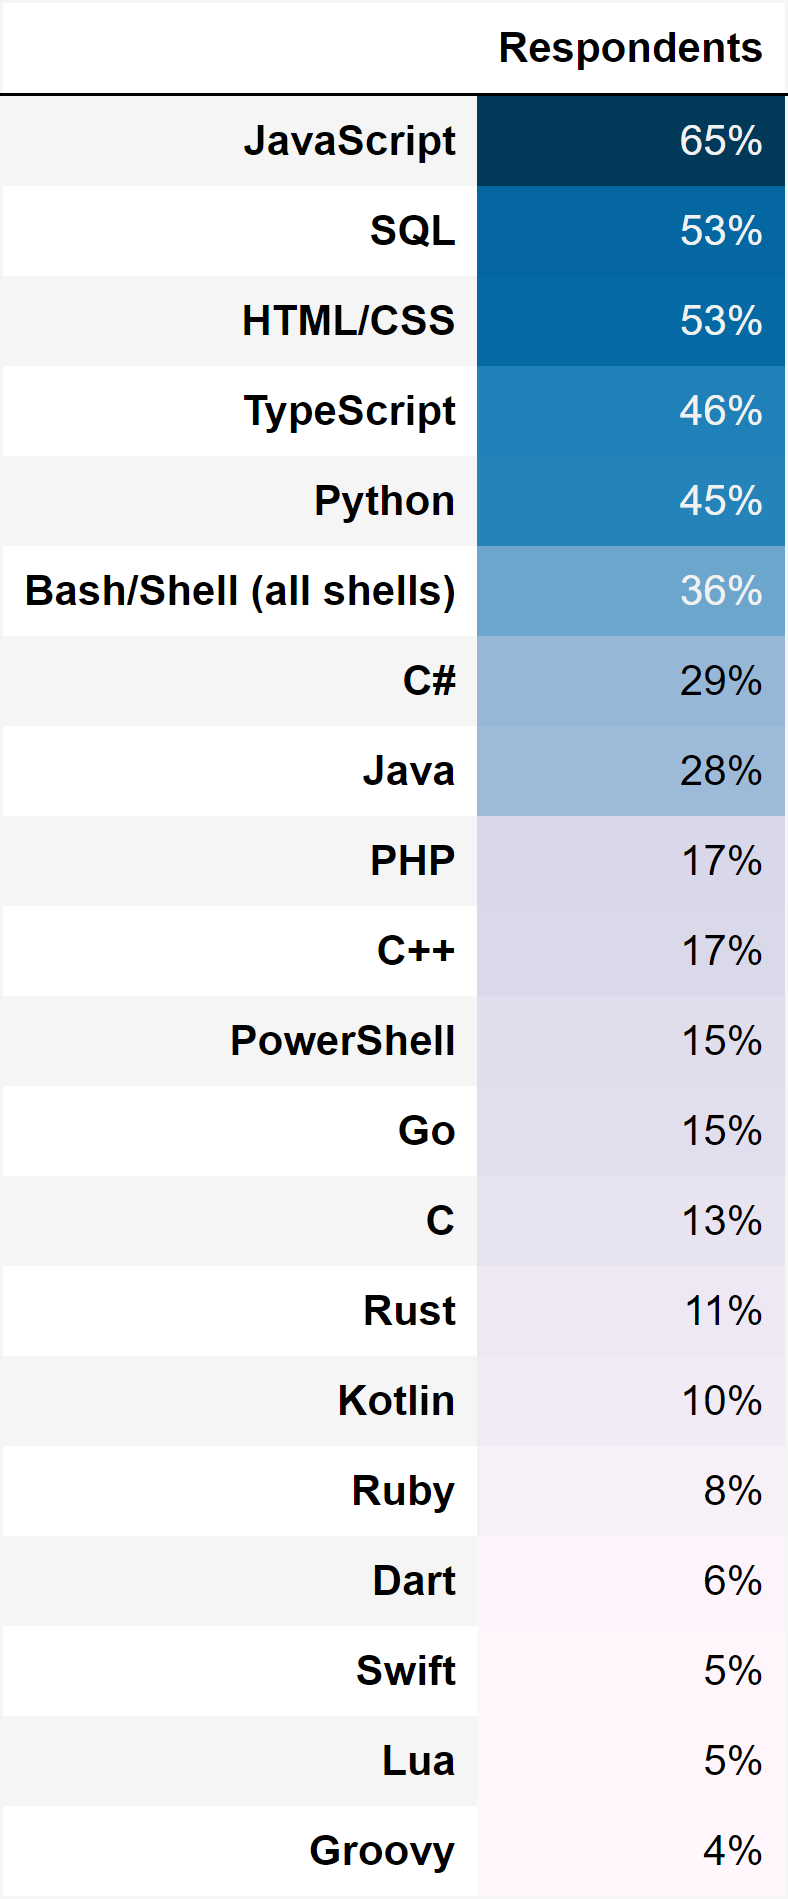 Respondents
JavaScript 65%
SQL 53%
HTML/CSS 53%
TypeScript 46%
Python 45%
Bash/Shell (all shells) 36%
C# 29%
Java 28%
PHP 17%
C++ 17%
PowerShell 15%
Go 15%
C 13%
Rust 11%
Kotlin 10%
Ruby 8%
Dart 6%
Swift 5%
Lua 5%
Groovy 4%